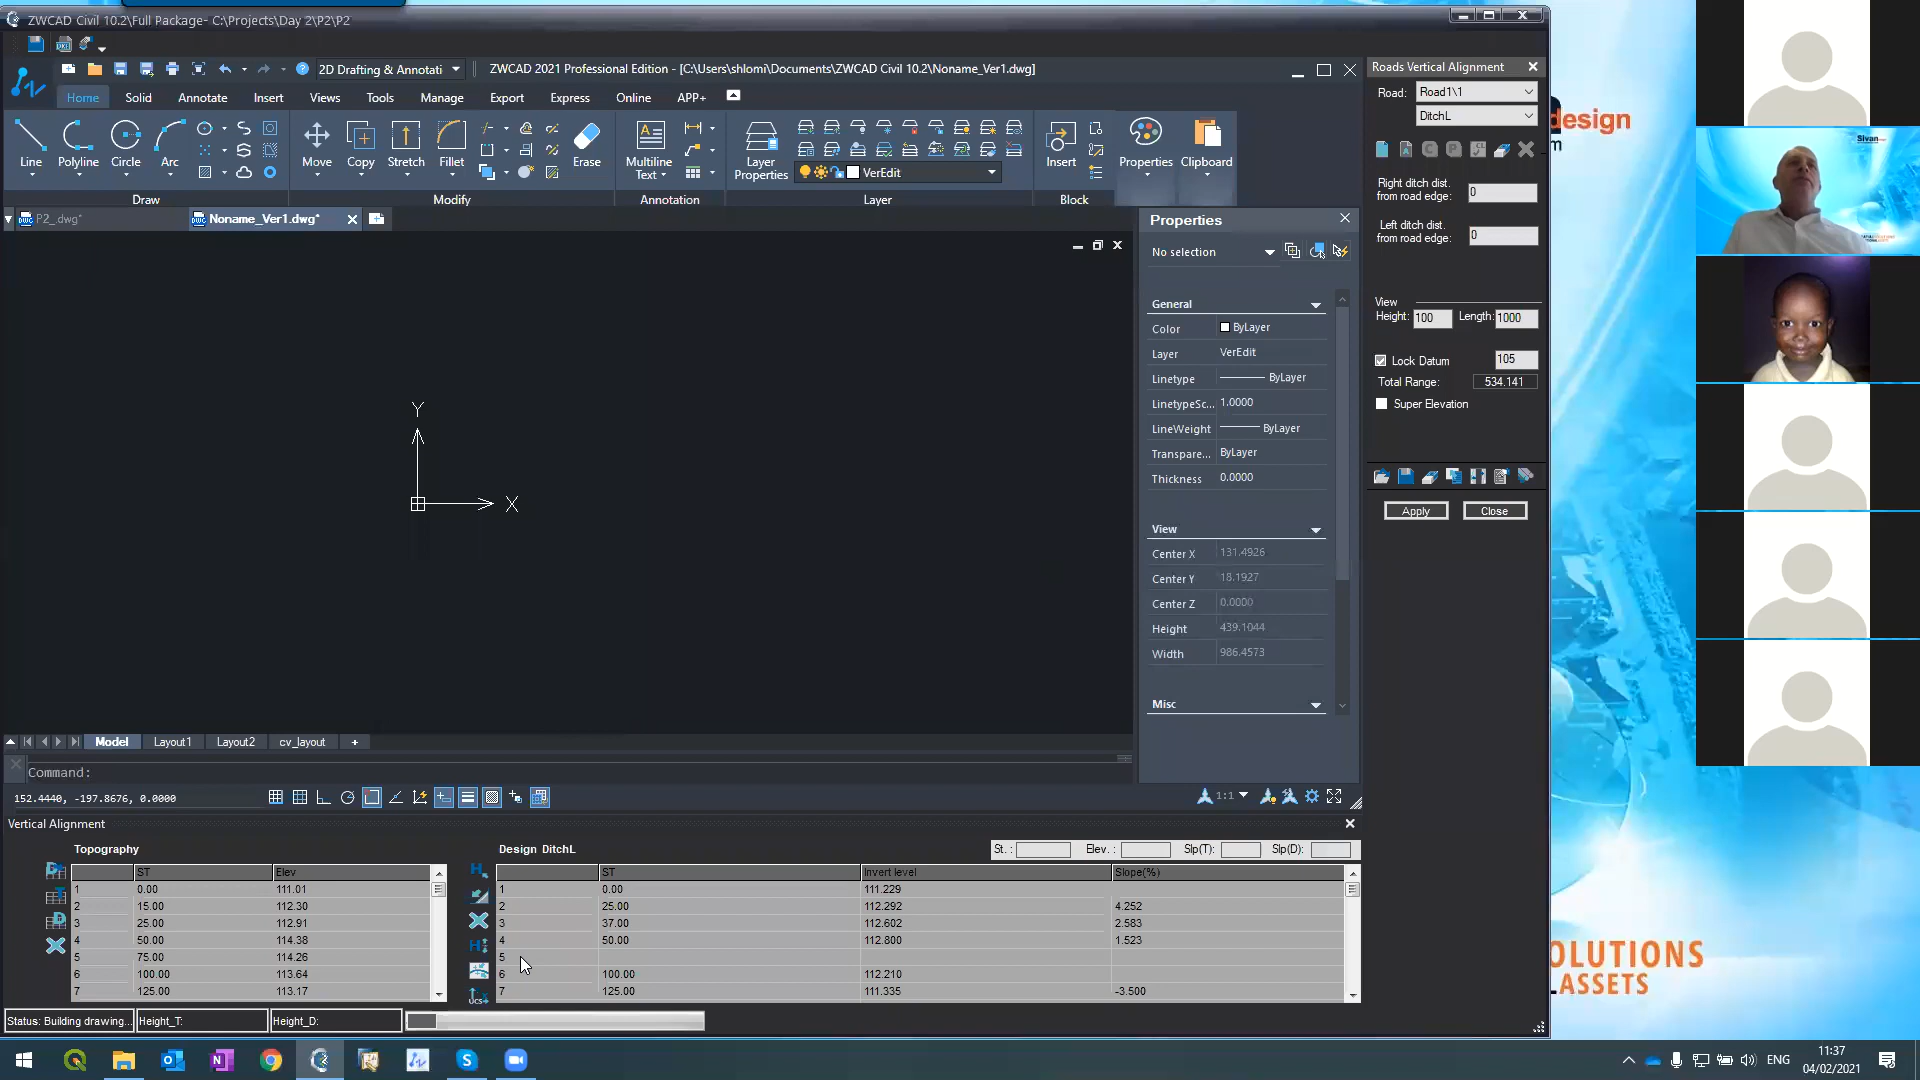 ZWCAD Civil 10.2\Full Package- C:\Projects\Day 2\P2\P2
2D Drafting & Annotati
ZWCAD 2021 Professional Edition - [C:\Users\shlomi\Documents\ZWCAD Civil 10.2\Noname_Ver1.dwg]
Home Solid Annotate Insert Views Tools Manage Export Express Online APP+
Line Polyline Circle Arc
Move Copy Stretch Fillet Erase
Multiline Text
Layer Properties
VerEdit
Insert
Properties Clipboard
Draw Modify Annotation Layer Block
P2_.dwg*
Noname_Ver1.dwg*
Y
X
Properties
No selection
General
Color ByLayer
Layer VerEdit
Linetype ByLayer
LinetypeSc... 1.0000
LineWeight ByLayer
Transpare... ByLayer
Thickness 0.0000
View
Center X 131.4926
Center Y 18.1927
Center Z 0.0000
Height 439.1044
Width 986.4573
Misc
Roads Vertical Alignment
Road: Road1\1
DitchL
Right ditch dist. from road edge: 0
Left ditch dist. from road edge: 0
View
Height: 100 Length: 1000
Lock Datum 105
Total Range: 534.141
Super Elevation
Apply Close
design
m
Sivan
OLUTIONS
ASSETS
Model Layout1 Layout2 cv_layout +
Command:
152.4440, -197.8676, 0.0000
1:1
Vertical Alignment
Topography
ST Elev
1 0.00 111.01
2 15.00 112.30
3 25.00 112.91
4 50.00 114.38
5 75.00 114.26
6 100.00 113.64
7 125.00 113.17
Design DitchL
St. : Elev. : Slp(T): Slp(D):
ST Invert level Slope(%)
1 0.00 111.229
2 25.00 112.292 4.252
3 37.00 112.602 2.583
4 50.00 112.800 1.523
5
6 100.00 112.210
7 125.00 111.335 -3.500
UCS
Status: Building drawing...
Height_T:
Height_D:
ENG
11:37
04/02/2021